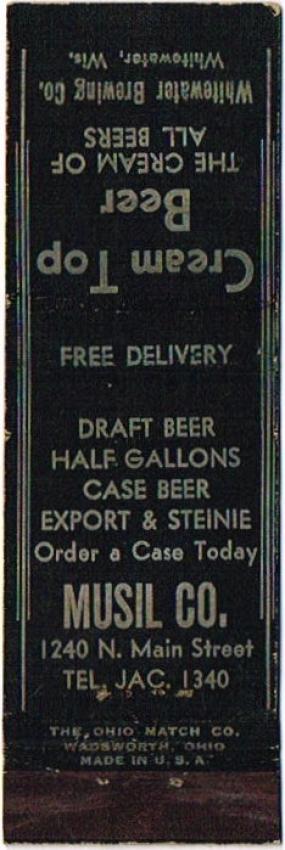 Cream Top
Beer
THE CREAM OF
ALL BEERS
Whitewater Brewing Co.
Whitewater, Wis.
FREE DELIVERY
DRAFT BEER
HALF GALLONS
CASE BEER
EXPORT & STEINIE
Order a Case Today
MUSIL CO.
1240 N. Main Street
TEL. JAC. 1340
THE OHIO MATCH CO.
WADSWORTH, OHIO
MADE IN U. S. A.